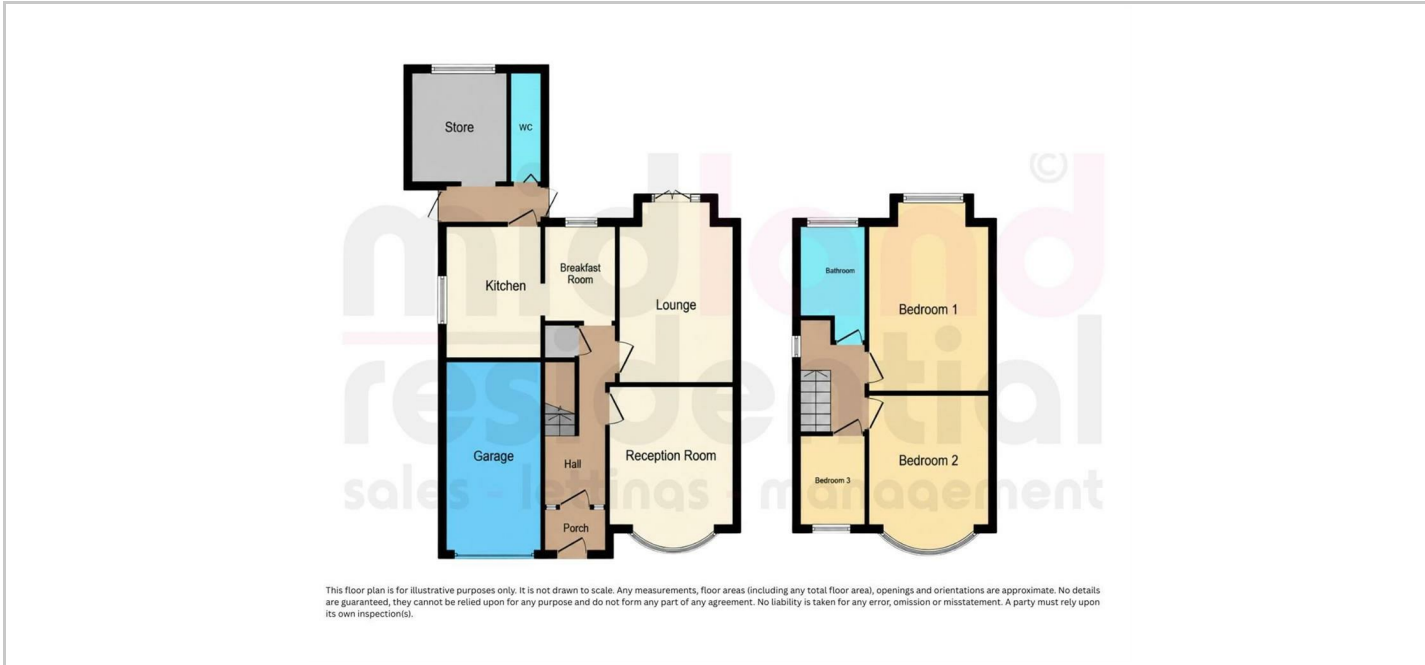 Store
WC
©
midland
Kitchen
Breakfast
Room
Lounge
Bathroom
Bedroom 1
residential
Garage
Hall
Reception Room
Bedroom 2
Bedroom 3
sales - lettings - management
Porch
This floor plan is for illustrative purposes only. It is not drawn to scale. Any measurements, floor areas (including any total floor area), openings and orientations are approximate. No details
are guaranteed, they cannot be relied upon for any purpose and do not form any part of any agreement. No liability is taken for any error, omission or misstatement. A party must rely upon
its own inspection(s).